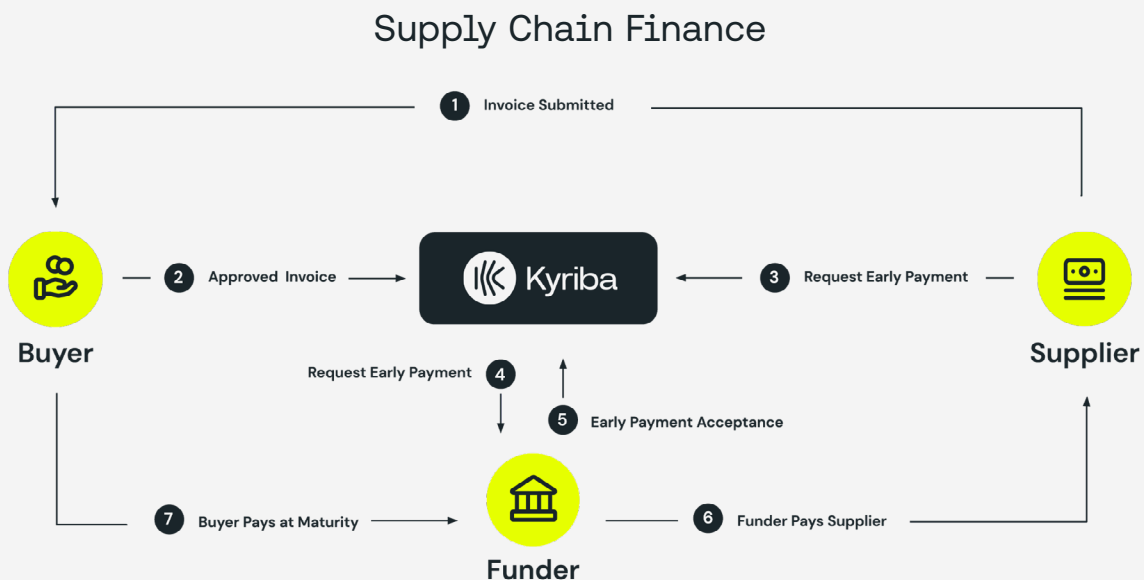 Supply Chain Finance
1 Invoice Submitted
2 Approved Invoice
Kyriba
3 Request Early Payment
Buyer
Supplier
Request Early Payment 4
5 Early Payment Acceptance
7 Buyer Pays at Maturity
6 Funder Pays Supplier
Funder